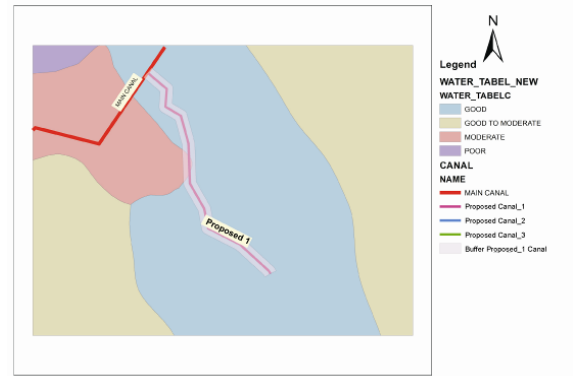 N
Legend
WATER_TABEL_NEW
WATER_TABELC
GOOD
GOOD TO MODERATE
MODERATE
POOR
CANAL
NAME
MAIN CANAL
Proposed Canal_1
Proposed Canal_2
Proposed Canal_3
Buffer Proposed_1 Canal
MAIN CANAL
Proposed 1